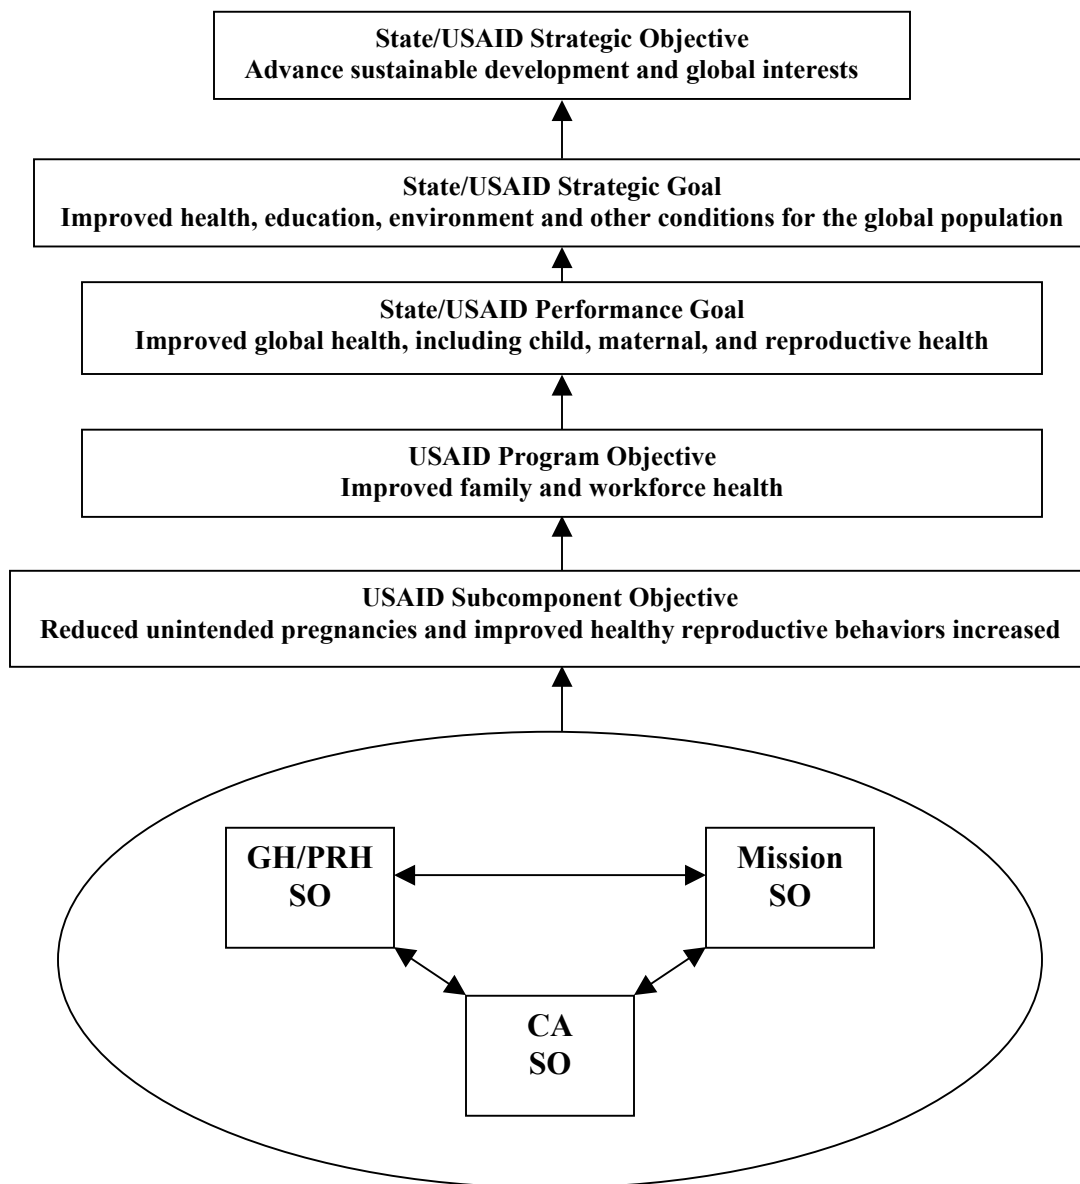 State/USAID Strategic Objective
Advance sustainable development and global interests
State/USAID Strategic Goal
Improved health, education, environment and other conditions for the global population
State/USAID Performance Goal
Improved global health, including child, maternal, and reproductive health
USAID Program Objective
Improved family and workforce health
USAID Subcomponent Objective
Reduced unintended pregnancies and improved healthy reproductive behaviors increased
GH/PRH
SO
Mission
SO
CA
SO